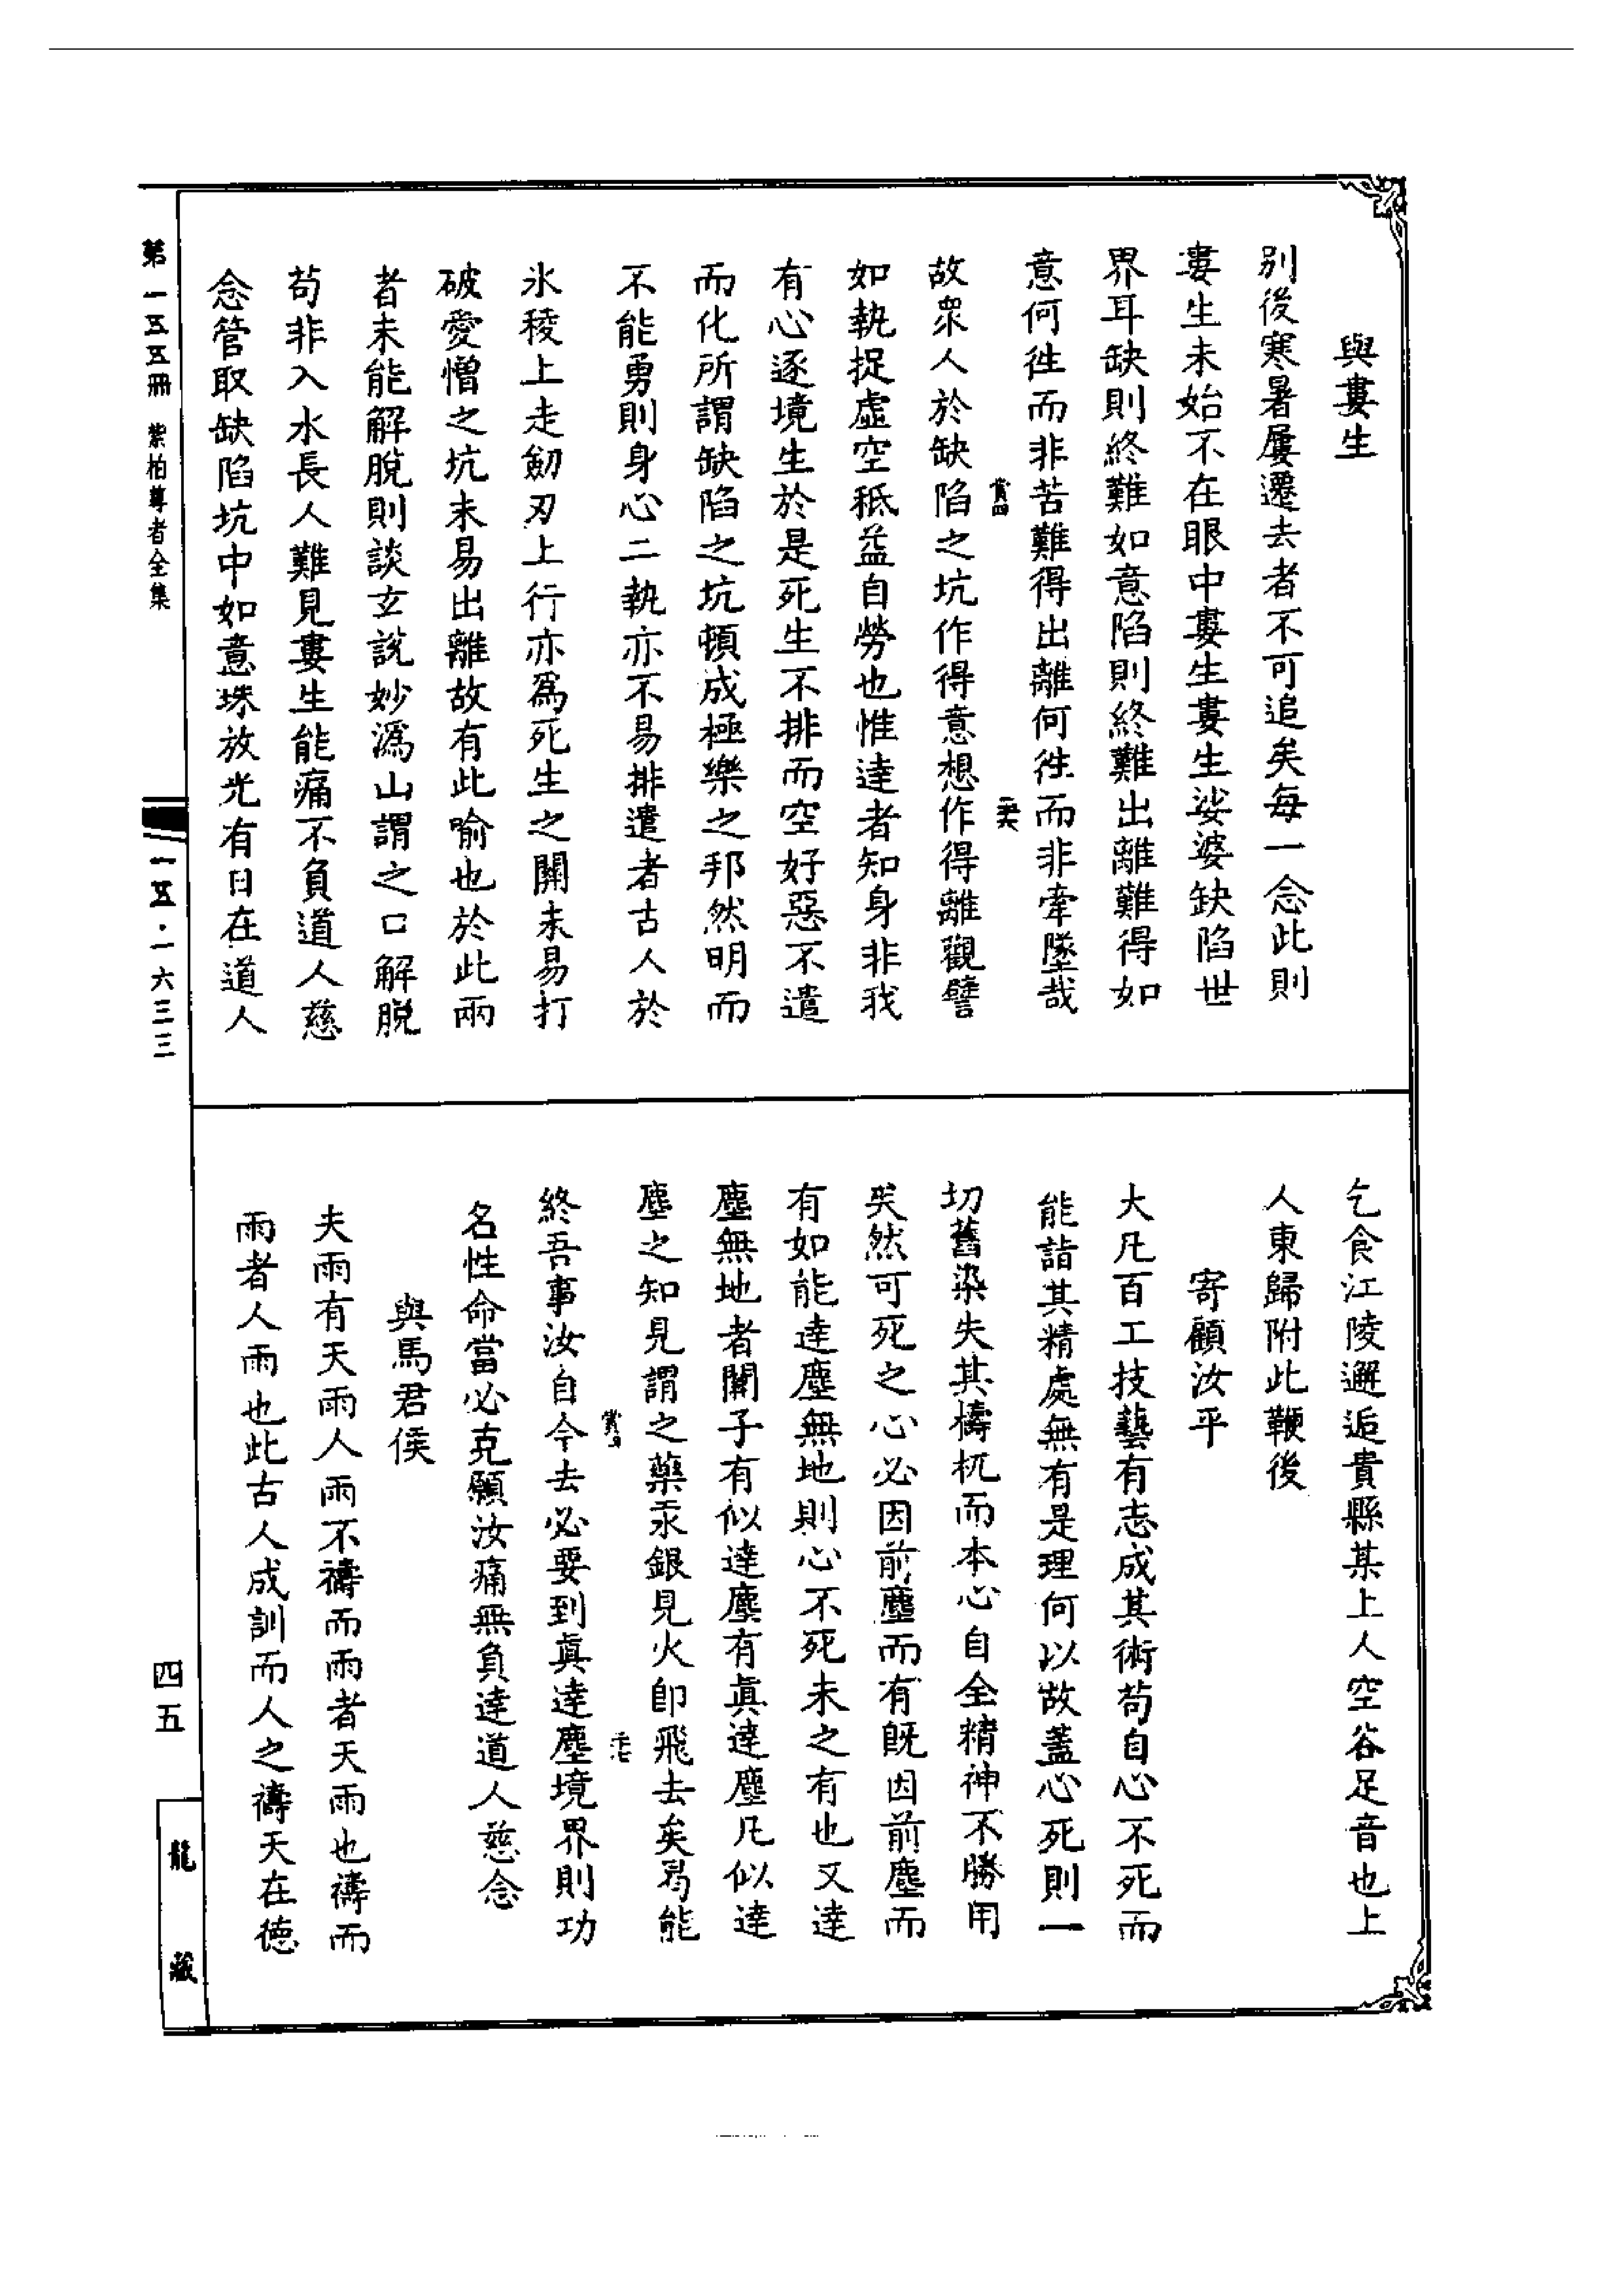 與婁生
别後寒暑屢遷去者不可追矣每一念此則
婁生未始不在眼中婁生婁生娑婆缺陷世
界耳缺則終難如意陷則終難出離難得如
意何往而非苦難得出離何往而非牽墜哉
故衆人於缺陷之坑作得意想作得離觀譬
如執捉虛空秪益自勞也惟達者知身非我
有心逐境生於是死生不排而空好惡不遣
而化所謂缺陷之坑頓成極樂之邦然明而
不能勇則身心二執亦不易排遣者古人於
氷稜上走劒刃上行亦爲死生之關未易打
破愛憎之坑未易出離故有此喻也於此兩
者未能解脫則談玄說妙潙山謂之口解脫
苟非入水長人難見婁生能痛不負道人慈
念管取缺陷坑中如意珠放光有日在道人
乞食江陵邂逅貴縣某上人空谷足音也上
人東歸附此鞭後
寄顧汝平
大凡百工技藝有志成其術苟自心不死而
能詣其精處無有是理何以故蓋心死則一
切舊染失其檮杌而本心自全精神不勝用
矣然可死之心必因前塵而有旣因前塵而
有如能達塵無地則心不死未之有也又達
塵無地者關子有似達塵有眞達塵凡似達
塵之知見謂之藥汞銀見火卽飛去矣曷能
終吾事汝自今去必要到眞達塵境界則功
名性命當必克願汝痛無負達道人慈念
與馬君侯
夫雨有天雨人雨不禱而雨者天雨也禱而
雨者人雨也此古人成訓而人之禱天在德
第一五五冊 紫柏尊者全集
一五·一六三三
四五
龍藏